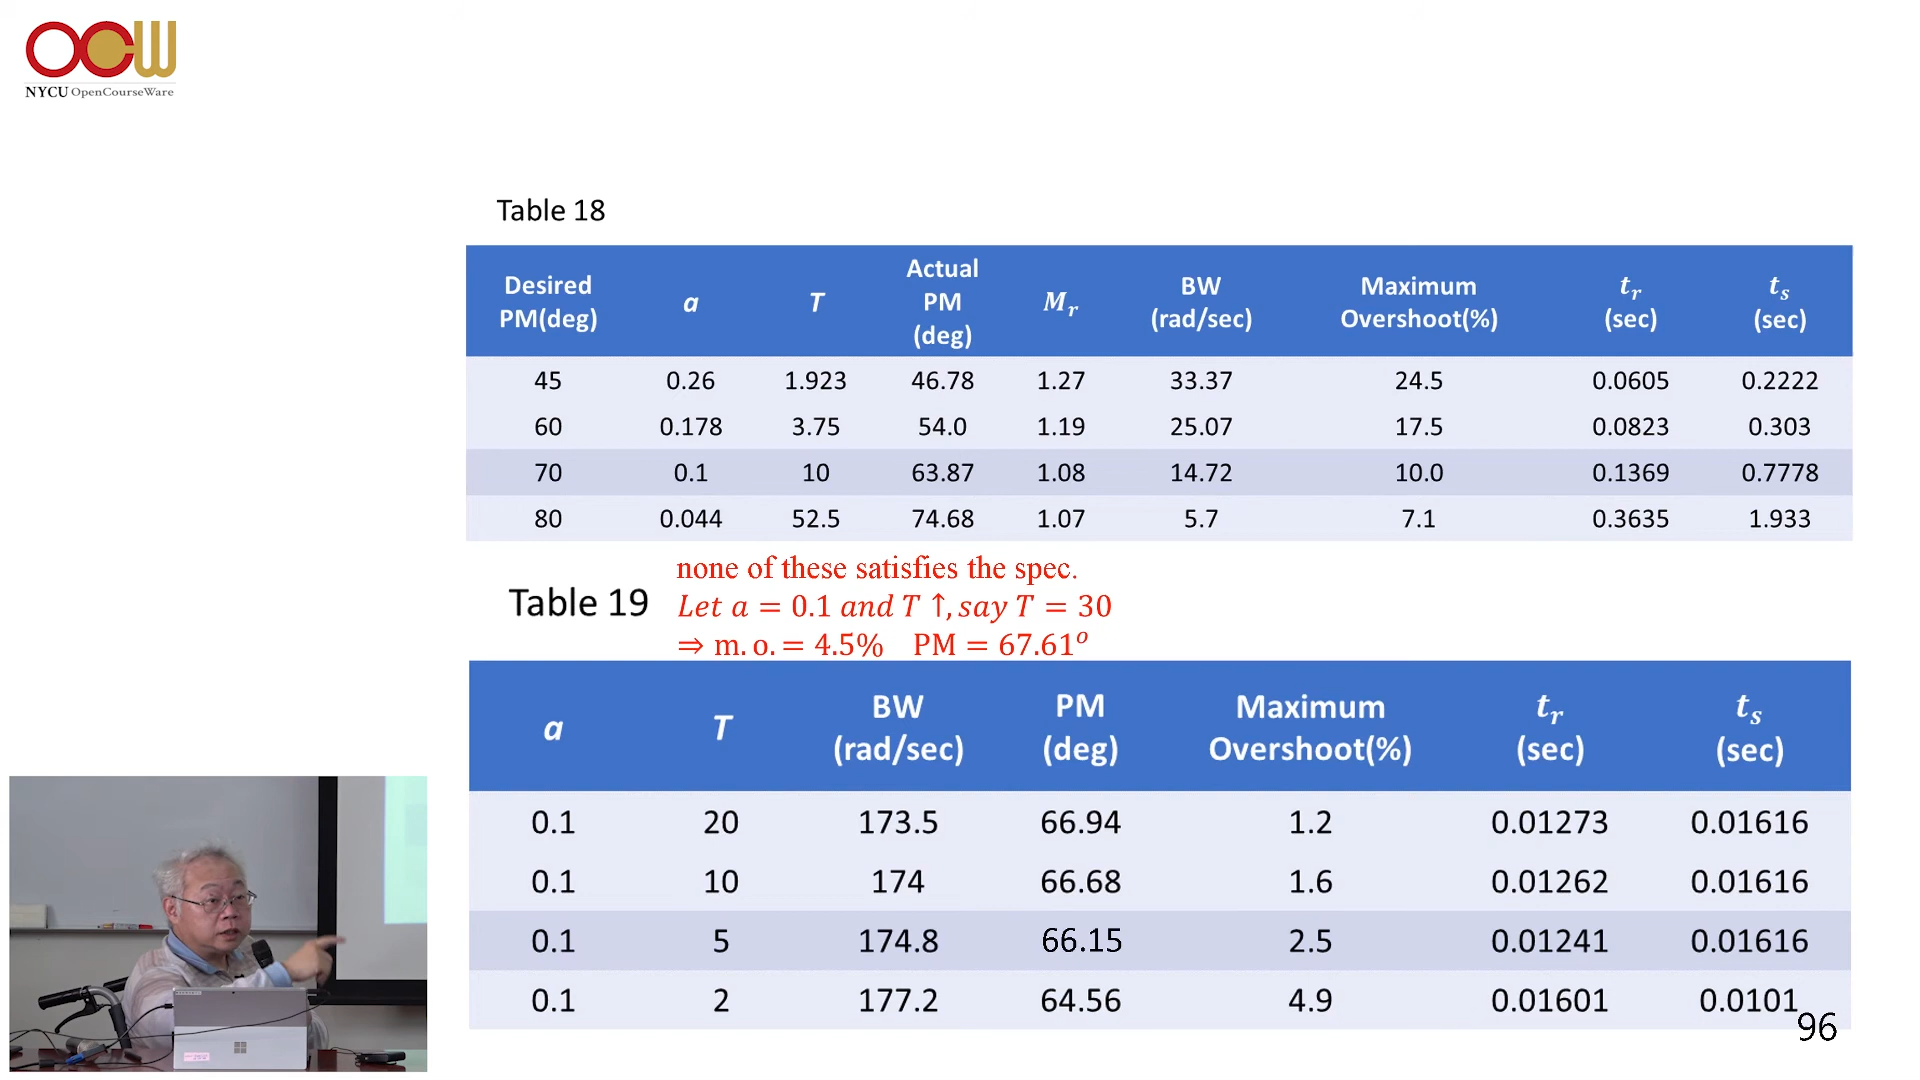 OCW
NYCU OpenCourseWare
Table 18
Desired PM(deg) a T Actual PM (deg) Mr BW (rad/sec) Maximum Overshoot(%) tr (sec) ts (sec)
45 0.26 1.923 46.78 1.27 33.37 24.5 0.0605 0.2222
60 0.178 3.75 54.0 1.19 25.07 17.5 0.0823 0.303
70 0.1 10 63.87 1.08 14.72 10.0 0.1369 0.7778
80 0.044 52.5 74.68 1.07 5.7 7.1 0.3635 1.933
none of these satisfies the spec.
Table 19
Let a = 0.1 and T ↑, say T = 30
⇒ m. o. = 4.5% PM = 67.61°
a T BW (rad/sec) PM (deg) Maximum Overshoot(%) tr (sec) ts (sec)
0.1 20 173.5 66.94 1.2 0.01273 0.01616
0.1 10 174 66.68 1.6 0.01262 0.01616
0.1 5 174.8 66.15 2.5 0.01241 0.01616
0.1 2 177.2 64.56 4.9 0.01601 0.0101
96